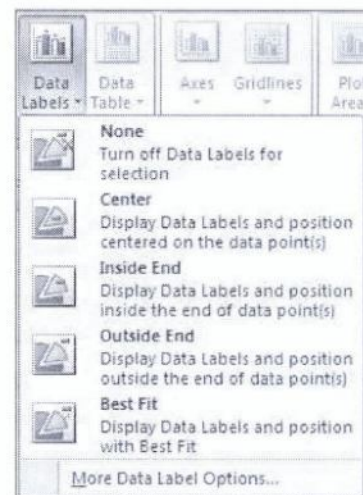 Data Labels
Data Table
Axes
Gridlines
Plo
Area
None
Turn off Data Labels for
selection
Center
Display Data Labels and position
centered on the data point(s)
Inside End
Display Data Labels and position
inside the end of data point(s)
Outside End
Display Data Labels and position
outside the end of data point(s)
Best Fit
Display Data Labels and position
with Best Fit
More Data Label Options...